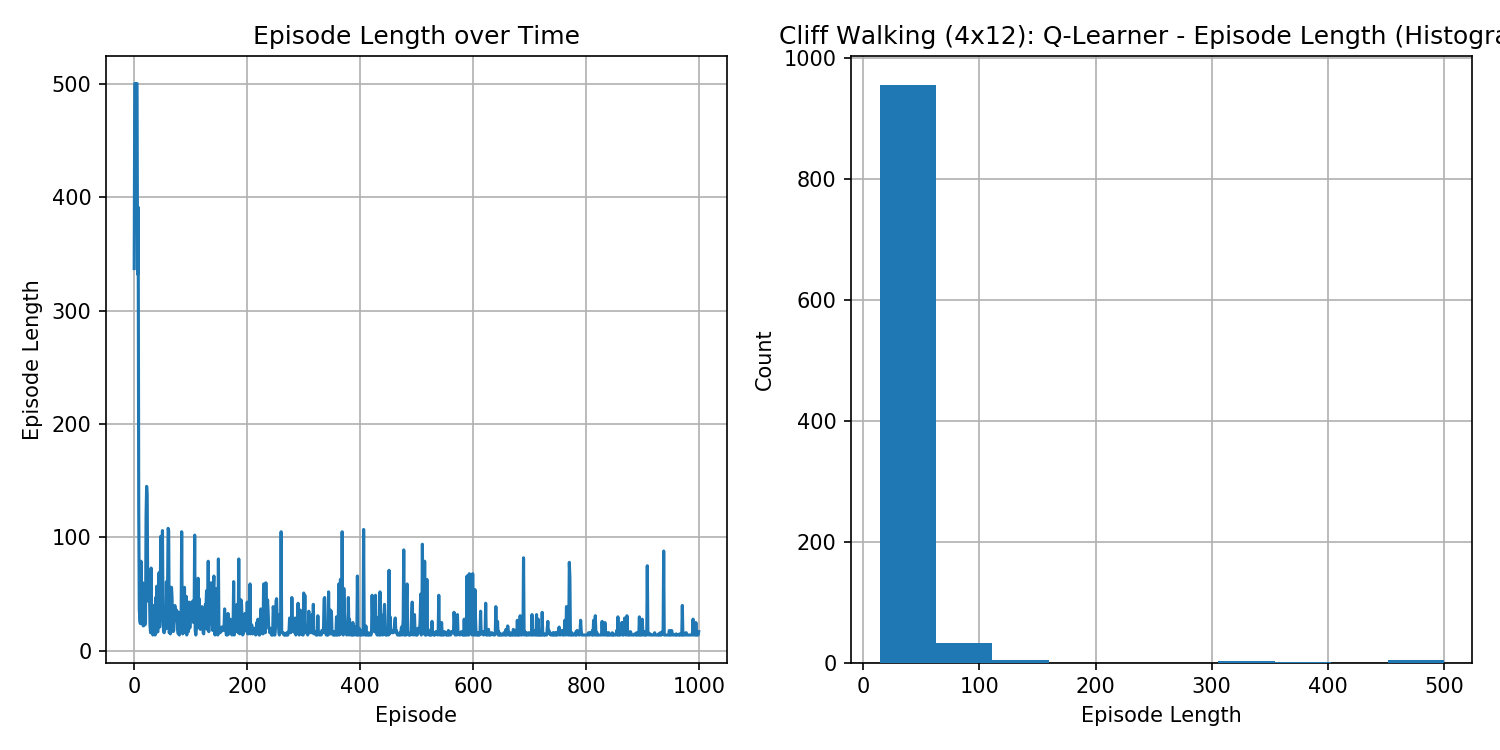 Episode Length over Time
500
400
300
200
100
0
Episode Length
0 200 400 600 800 1000
Episode
Cliff Walking (4x12): Q-Learner - Episode Length (Histogra
1000
800
600
400
200
0
Count
0 100 200 300 400 500
Episode Length